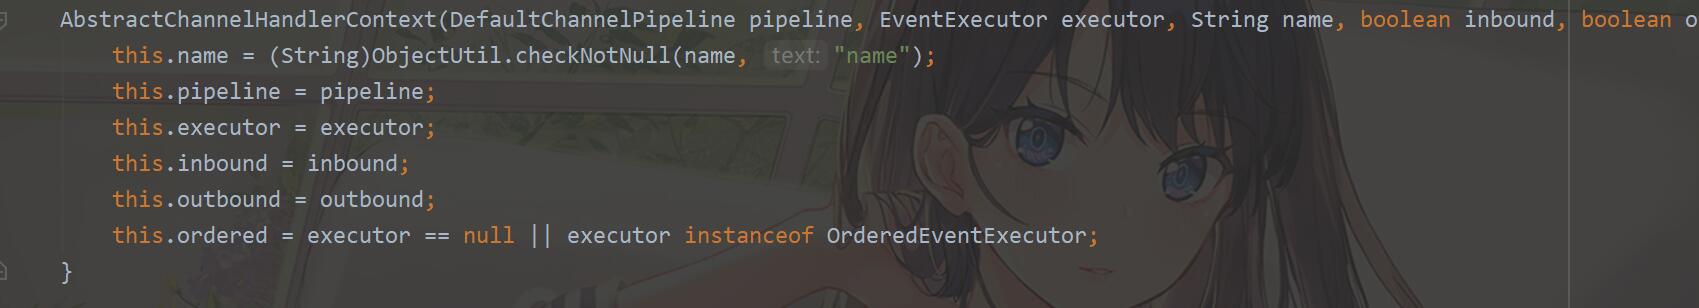 AbstractChannelHandlerContext(DefaultChannelPipeline pipeline, EventExecutor executor, String name, boolean inbound, boolean o
this.name = (String)ObjectUtil.checkNotNull(name, text: "name");
this.pipeline = pipeline;
this.executor = executor;
this.inbound = inbound;
this.outbound = outbound;
this.ordered = executor == null || executor instanceof OrderedEventExecutor;
}